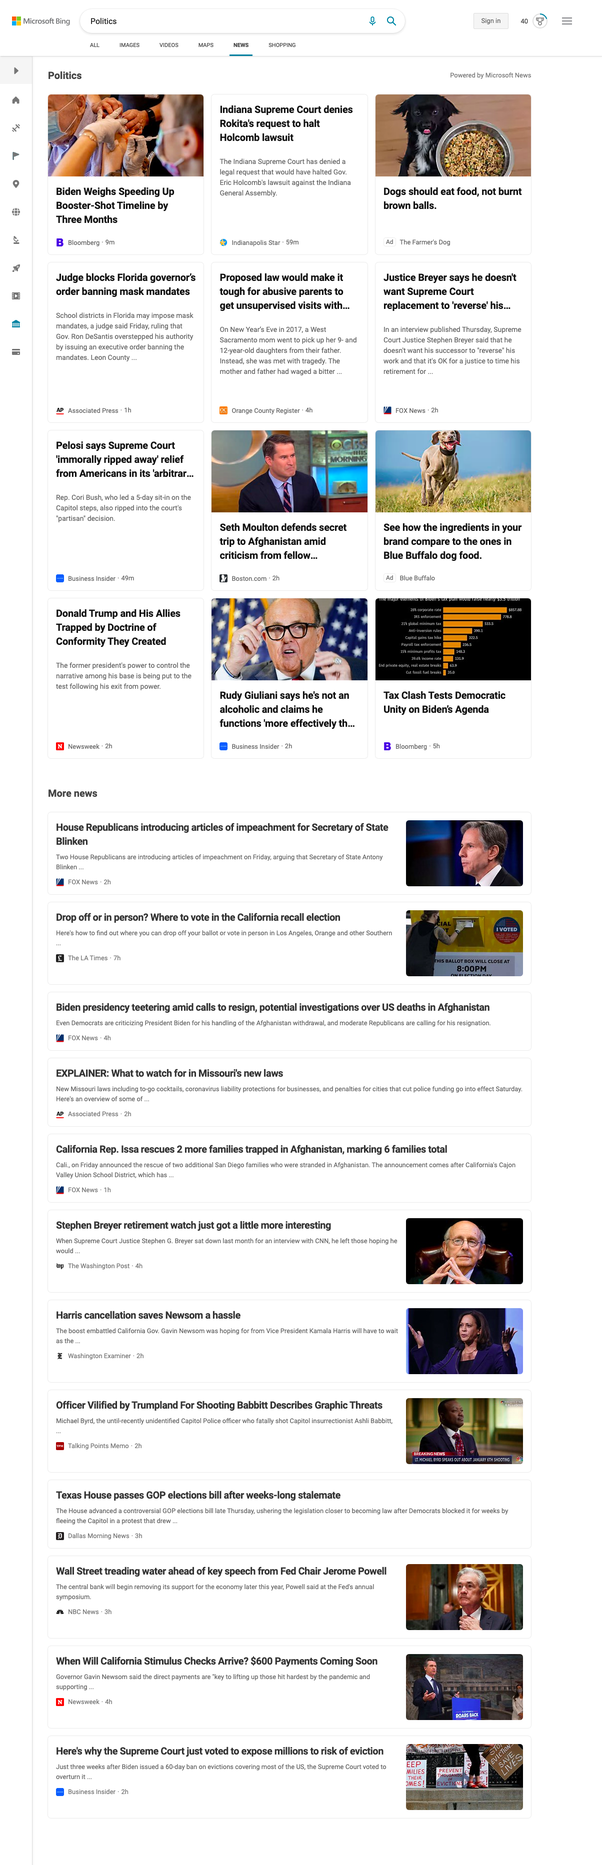 Microsoft Bing
Politics
Sign in
40
ALL
IMAGES
VIDEOS
MAPS
NEWS
SHOPPING
Politics
Powered by Microsoft News
Biden Weighs Speeding Up
Booster-Shot Timeline by
Three Months
Bloomberg · 9m
Indiana Supreme Court denies
Rokita's request to halt
Holcomb lawsuit
The Indiana Supreme Court has denied a
legal request that would have halted Gov.
Eric Holcomb's lawsuit against the Indiana
General Assembly.
Indianapolis Star · 59m
Dogs should eat food, not burnt
brown balls.
Ad The Farmer's Dog
Judge blocks Florida governor's
order banning mask mandates
School districts in Florida may impose mask
mandates, a judge said Friday, ruling that
Gov. Ron DeSantis overstepped his authority
by issuing an executive order banning the
mandates. Leon County ...
AP Associated Press · 1h
Proposed law would make it
tough for abusive parents to
get unsupervised visits with...
On New Year's Eve in 2017, a West
Sacramento mom went to pick up her 9- and
12-year-old daughters from their father.
Instead, she was met with tragedy. The
mother and father had waged a bitter ...
Orange County Register · 4h
Justice Breyer says he doesn't
want Supreme Court
replacement to 'reverse' his...
In an interview published Thursday, Supreme
Court Justice Stephen Breyer said that he
doesn't want his successor to "reverse" his
work and that it's OK for a justice to time his
retirement for ...
FOX News · 2h
Pelosi says Supreme Court
'immorally ripped away' relief
from Americans in its 'arbitrar...
Rep. Cori Bush, who led a 5-day sit-in on the
Capitol steps, also ripped into the court's
"partisan" decision.
Business Insider · 49m
CBS
MORNING
Seth Moulton defends secret
trip to Afghanistan amid
criticism from fellow...
Boston.com · 2h
See how the ingredients in your
brand compare to the ones in
Blue Buffalo dog food.
Ad Blue Buffalo
Donald Trump and His Allies
Trapped by Doctrine of
Conformity They Created
The former president's power to control the
narrative among his base is being put to the
test following his exit from power.
N Newsweek · 2h
Rudy Giuliani says he's not an
alcoholic and claims he
functions 'more effectively th...
Business Insider · 2h
Tax Clash Tests Democratic
Unity on Biden's Agenda
B Bloomberg · 5h
More news
House Republicans introducing articles of impeachment for Secretary of State
Blinken
Two House Republicans are introducing articles of impeachment on Friday, arguing that Secretary of State Antony
Blinken ...
FOX News · 2h
Drop off or in person? Where to vote in the California recall election
Here's how to find out where you can drop off your ballot or vote in person in Los Angeles, Orange and other Southern
...
The LA Times · 7h
I VOTED
THIS BALLOT BOX WILL CLOSE AT
8:00PM
Biden presidency teetering amid calls to resign, potential investigations over US deaths in Afghanistan
Even Democrats are criticizing President Biden for his handling of the Afghanistan withdrawal, and moderate Republicans are calling for his resignation.
FOX News · 4h
EXPLAINER: What to watch for in Missouri's new laws
New Missouri laws including to-go cocktails, coronavirus liability protections for businesses, and penalties for cities that cut police funding go into effect Saturday.
Here's an overview of some of ...
AP Associated Press · 2h
California Rep. Issa rescues 2 more families trapped in Afghanistan, marking 6 families total
Cali., on Friday announced the rescue of two additional San Diego families who were stranded in Afghanistan. The announcement comes after California's Cajon
Valley Union School District, which has ...
FOX News · 1h
Stephen Breyer retirement watch just got a little more interesting
When Supreme Court Justice Stephen G. Breyer sat down last month for an interview with CNN, he left those hoping he
would ...
wp The Washington Post · 4h
Harris cancellation saves Newsom a hassle
The boost embattled California Gov. Gavin Newsom was hoping for from Vice President Kamala Harris will have to wait
as the ...
Washington Examiner · 2h
Officer Vilified by Trumpland For Shooting Babbitt Describes Graphic Threats
Michael Byrd, the until-recently unidentified Capitol Police officer who fatally shot Capitol insurrectionist Ashli Babbitt,
...
Talking Points Memo · 2h
BREAKING NEWS
LT. MICHAEL BYRD SPEAKS OUT ABOUT JANUARY 6TH SHOOTING
Texas House passes GOP elections bill after weeks-long stalemate
The House advanced a controversial GOP elections bill late Thursday, ushering the legislation closer to becoming law after Democrats blocked it for weeks by
fleeing the Capitol in a protest that drew ...
Dallas Morning News · 3h
Wall Street treading water ahead of key speech from Fed Chair Jerome Powell
The central bank will begin removing its support for the economy later this year, Powell said at the Fed's annual
symposium.
NBC News · 3h
When Will California Stimulus Checks Arrive? $600 Payments Coming Soon
Governor Gavin Newsom said the direct payments are "key to lifting up those hit hardest by the pandemic and
supporting ...
N Newsweek · 4h
ROARS BACK
Here's why the Supreme Court just voted to expose millions to risk of eviction
Just three weeks after Biden issued a 60-day ban on evictions covering most of the US, the Supreme Court voted to
overturn it ...
Business Insider · 2h